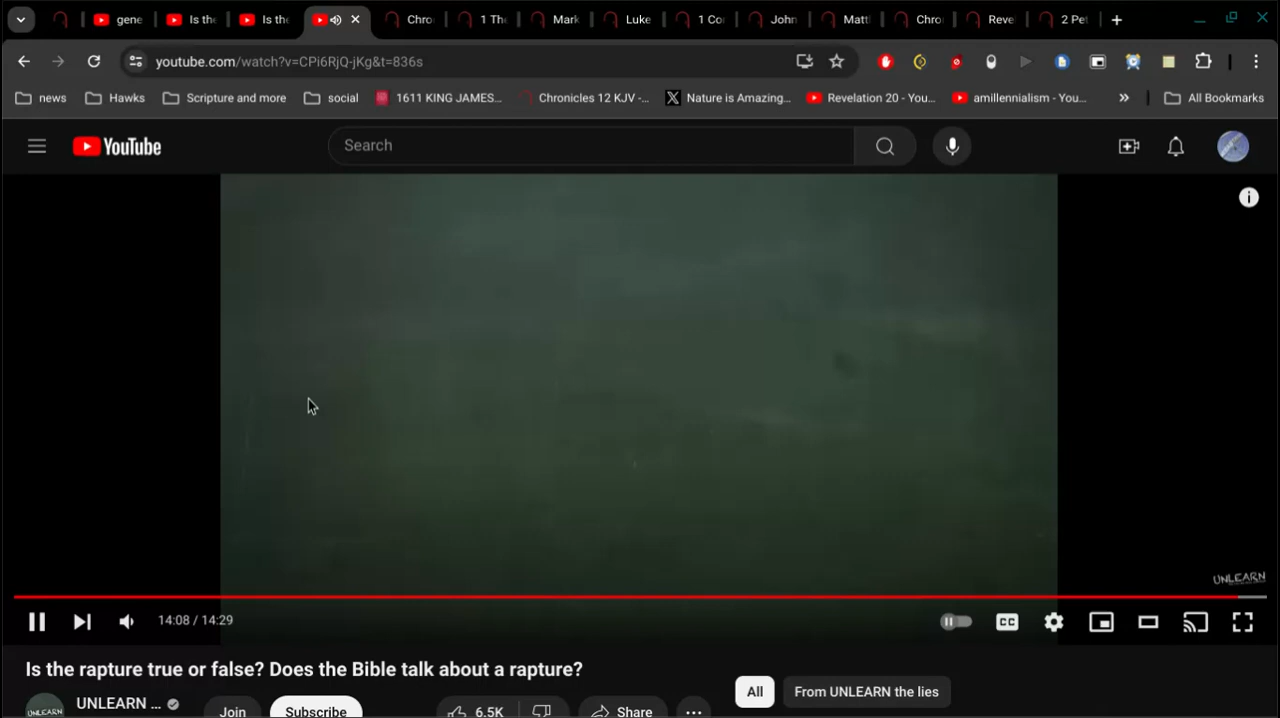 gene
Is the
Is the
Chro
1 The
Mark
Luke
1 Co
John
Matt
Chro
Reve
2 Pet
youtube.com/watch?v=CPi6RjQ-jKg&t=836s
news
Hawks
Scripture and more
social
1611 KING JAMES...
Chronicles 12 KJV -...
Nature is Amazing...
Revelation 20 - You...
amillennialism - You...
»
All Bookmarks
YouTube
Search
UNLEARN
14:08 / 14:29
CC
Is the rapture true or false? Does the Bible talk about a rapture?
UNLEARN ...
Join
Subscribe
6.5K
Share
All
From UNLEARN the lies
UNLEARN